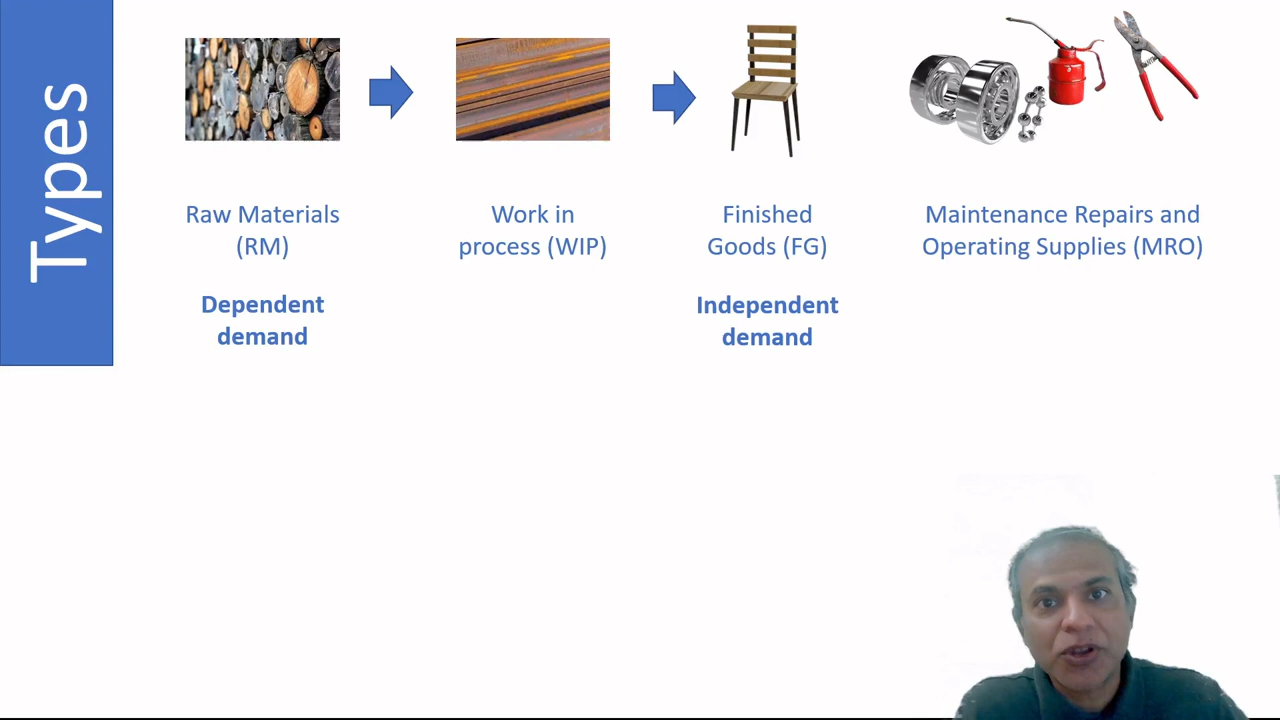 Types
Raw Materials
(RM)
Work in
process (WIP)
Finished
Goods (FG)
Maintenance Repairs and
Operating Supplies (MRO)
Dependent
demand
Independent
demand